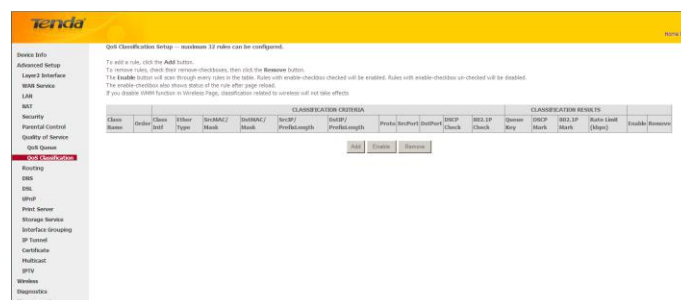 Tenda
Home
Device Info
Advanced Setup
Layer2 Interface
WAN Service
LAN
NAT
Security
Parental Control
Quality of Service
QoS Queue
QoS Classification
Routing
DNS
DSL
UPnP
Print Server
Storage Service
Interface Grouping
IP Tunnel
Certificate
Multicast
IPTV
Wireless
Diagnostics
QoS Classification Setup -- maximum 32 rules can be configured.
To add a rule, click the Add button.
To remove rules, check their remove-checkboxes, then click the Remove button.
The Enable button will scan through every rules in the table. Rules with enable-checkbox checked will be enabled. Rules with enable-checkbox un-checked will be disabled.
The enable-checkbox also shows status of the rule after page reload.
If you disable WMM function in Wireless Page, classification related to wireless will not take effects
CLASSIFICATION CRITERIA CLASSIFICATION RESULTS
Class Name Order Class Intf Ether Type SrcMAC/ Mask DstMAC/ Mask SrcIP/ PrefixLength DstIP/ PrefixLength Proto SrcPort DstPort DSCP Check 802.1P Check Queue Key DSCP Mark 802.1P Mark Rate Limit (kbps) Enable Remove
Add Enable Remove